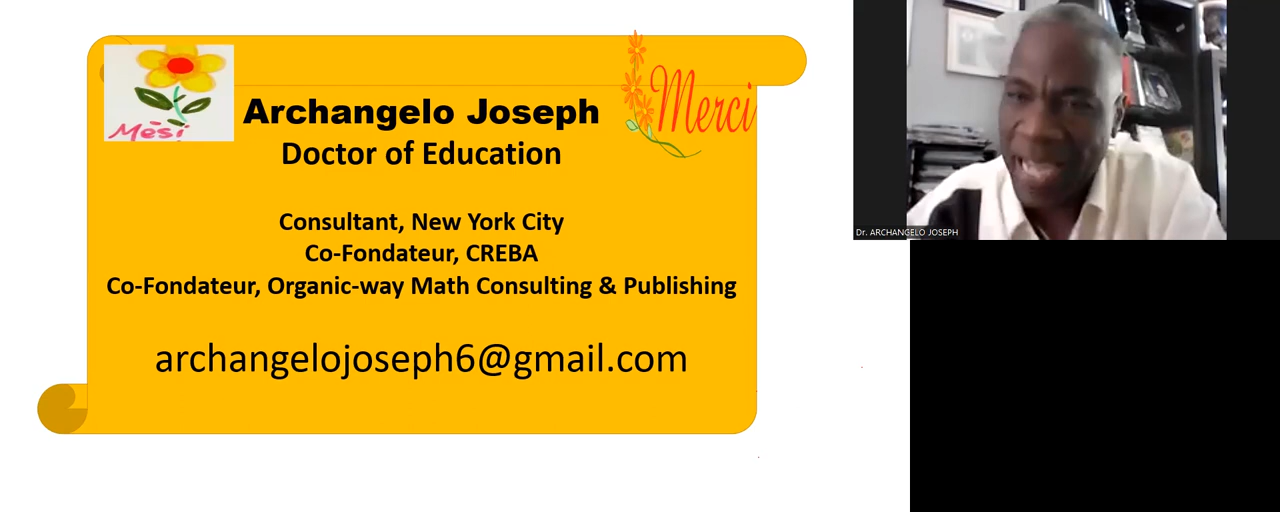 Mèsi
Merci
Archangelo Joseph
Doctor of Education
Consultant, New York City
Co-Fondateur, CREBA
Co-Fondateur, Organic-way Math Consulting & Publishing
archangelojoseph6@gmail.com
Dr. ARCHANGELO JOSEPH